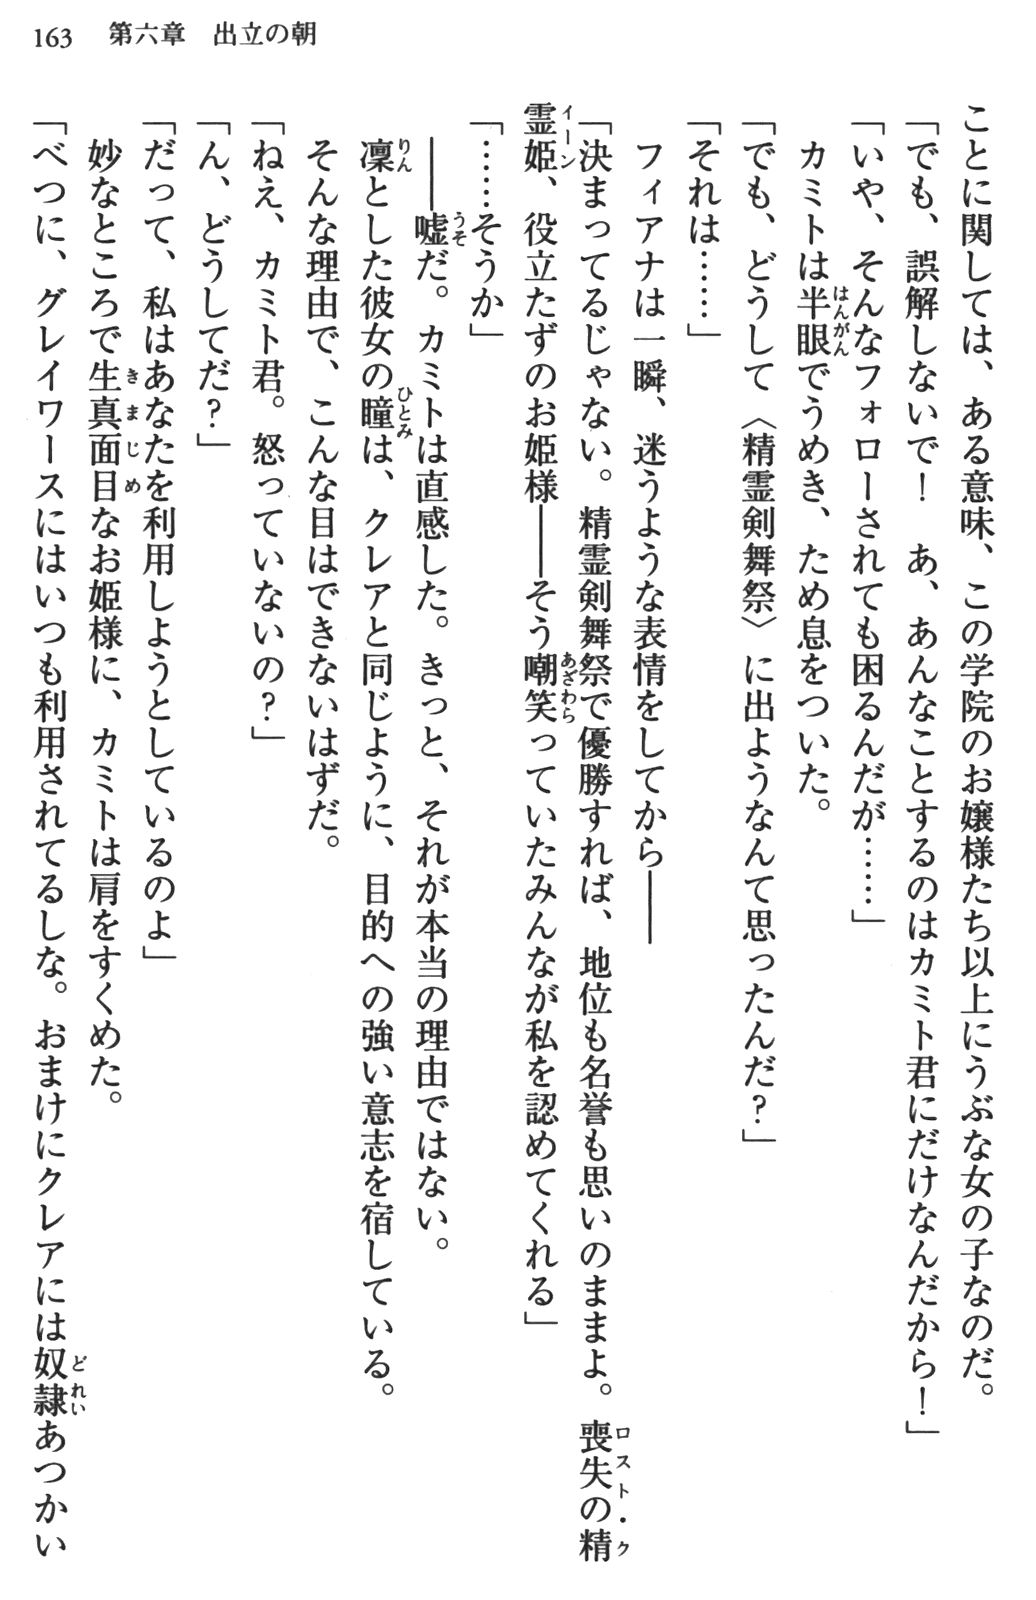 163　第六章　出立の朝
ことに関しては、ある意味、この学院のお嬢様たち以上にうぶな女の子なのだ。
「でも、誤解しないで！　あ、あんなことするのはカミト君にだけなんだから！」
「いや、そんなフォローされても困るんだが……」
　カミトは半眼でうめき、ため息をついた。
「でも、どうして〈精霊剣舞祭〉に出ようなんて思ったんだ？」
「それは……」
　フィアナは一瞬、迷うような表情をしてから――
「決まってるじゃない。精霊剣舞祭で優勝すれば、地位も名誉も思いのままよ。喪失の精
霊姫、役立たずのお姫様――そう嘲笑っていたみんなが私を認めてくれる」
「……そうか」
　――嘘だ。カミトは直感した。きっと、それが本当の理由ではない。
　凛とした彼女の瞳は、クレアと同じように、目的への強い意志を宿している。
　そんな理由で、こんな目はできないはずだ。
「ねえ、カミト君。怒っていないの？」
「ん、どうしてだ？」
「だって、私はあなたを利用しようとしているのよ」
　妙なところで生真面目なお姫様に、カミトは肩をすくめた。
「べつに、グレイワースにはいつも利用されてるしな。おまけにクレアには奴隷あつかい